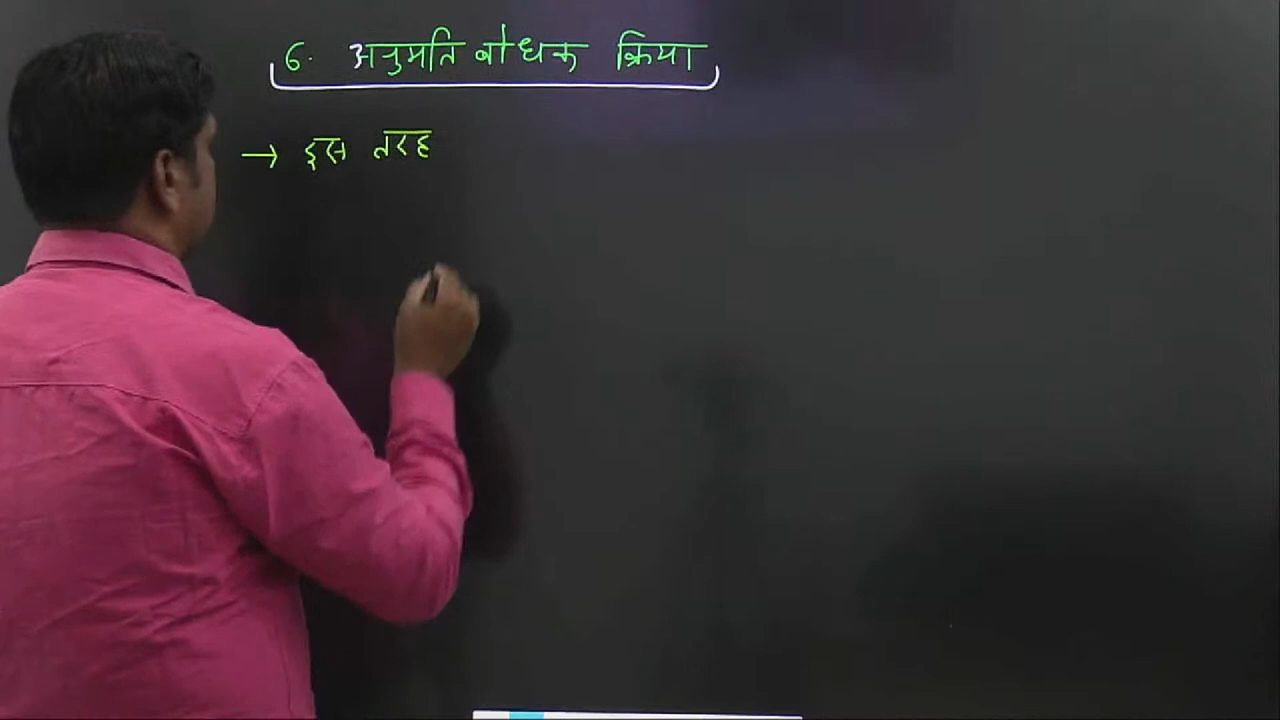 6. अनुमति बोधक क्रिया
→ इस तरह